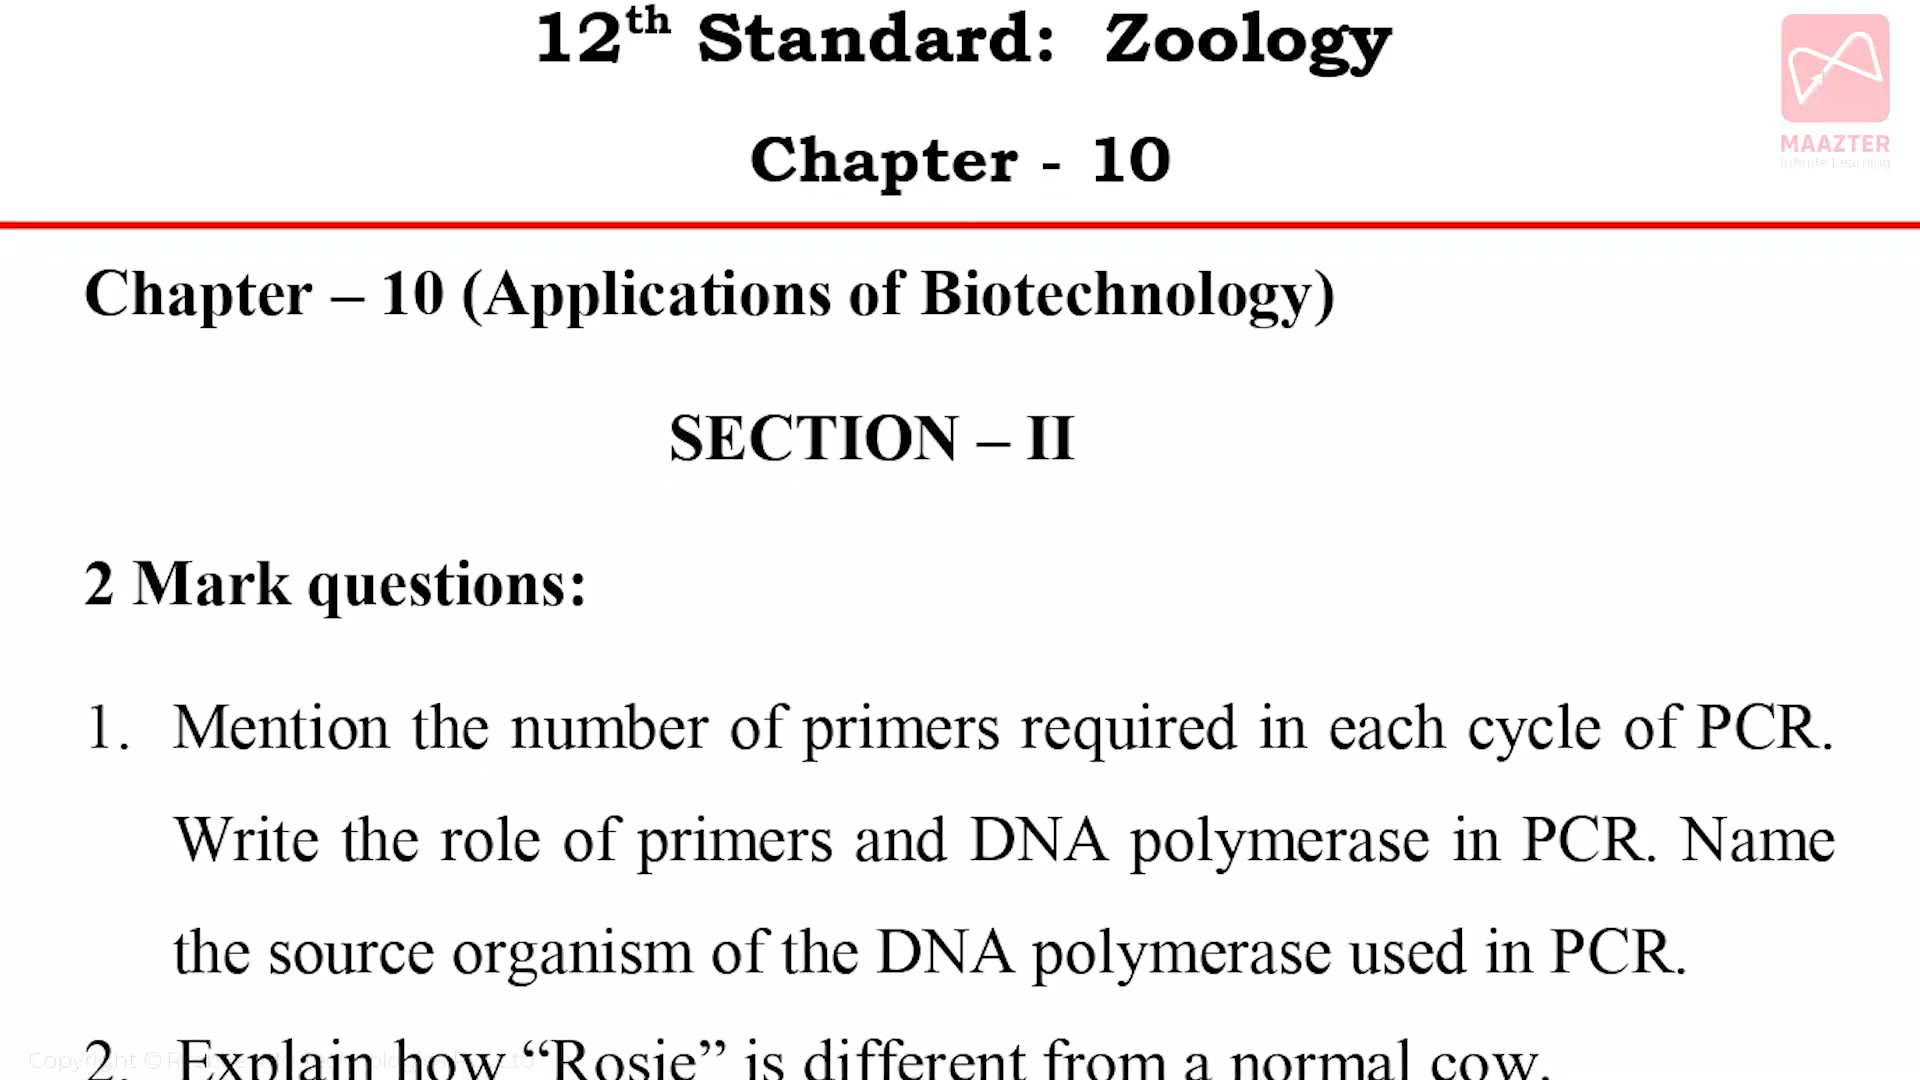 12th Standard: Zoology
MAAZTER
Infinite Learning
Chapter - 10
Chapter – 10 (Applications of Biotechnology)
SECTION – II
2 Mark questions:
1. Mention the number of primers required in each cycle of PCR.
Write the role of primers and DNA polymerase in PCR. Name
the source organism of the DNA polymerase used in PCR.
2. Explain how “Rosie” is different from a normal cow.
Copyright ©